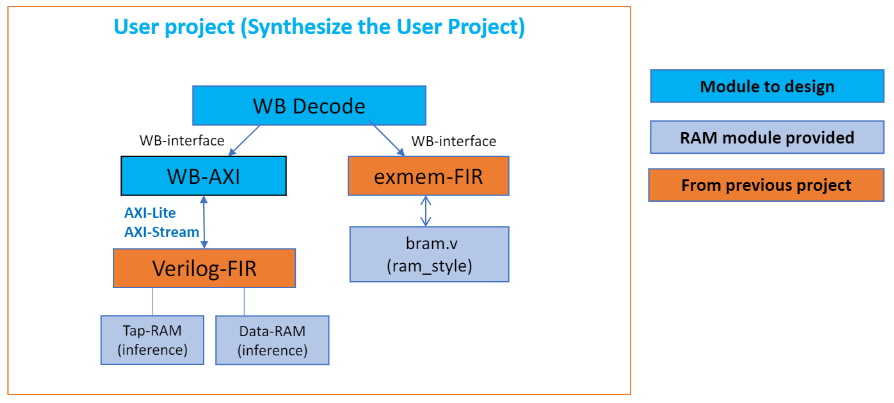 User project (Synthesize the User Project)
WB Decode
WB-interface
WB-interface
WB-AXI
exmem-FIR
AXI-Lite
AXI-Stream
bram.v
(ram_style)
Verilog-FIR
Tap-RAM
(inference)
Data-RAM
(inference)
Module to design
RAM module provided
From previous project